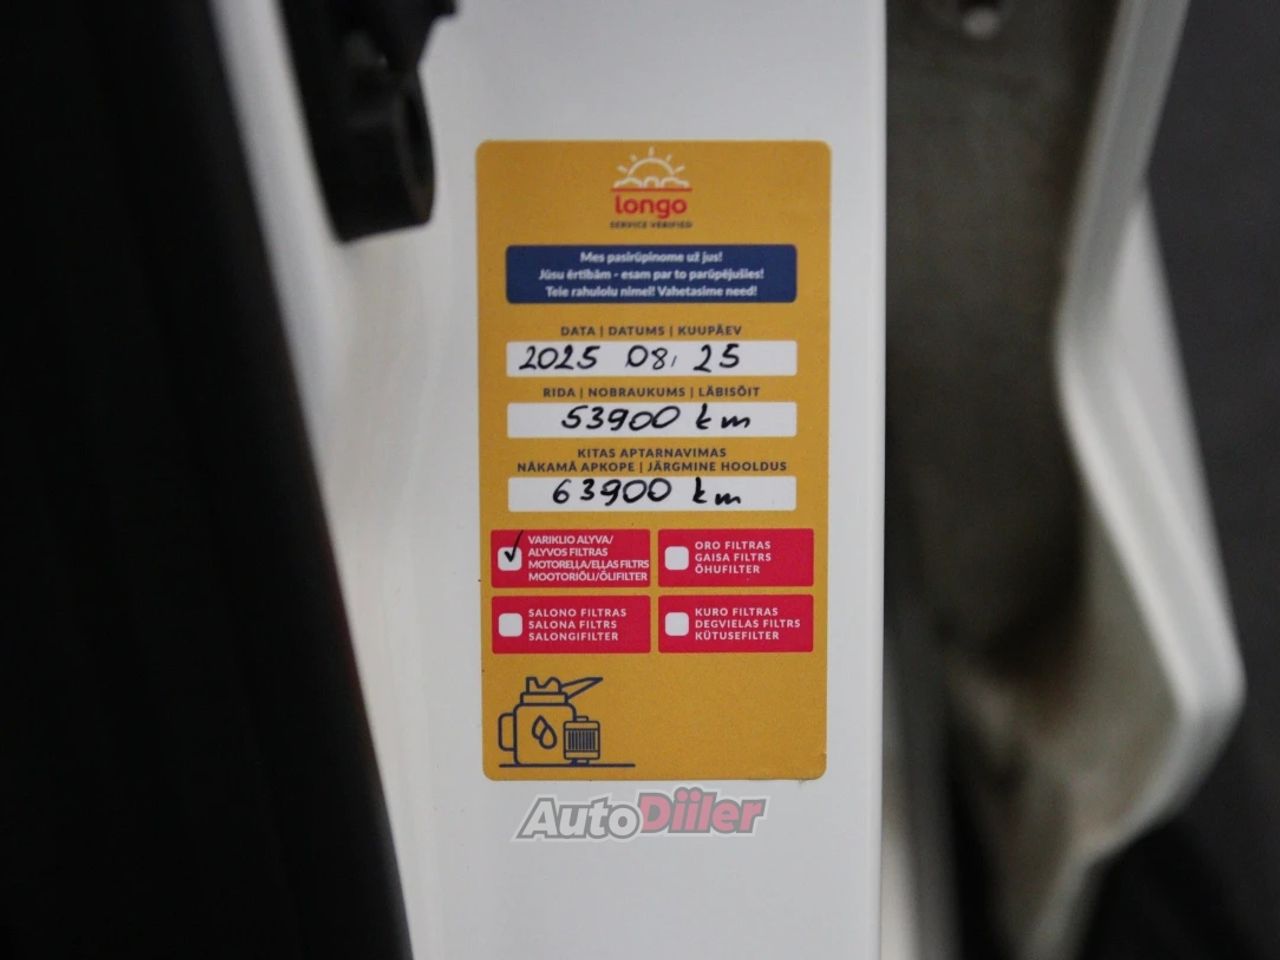 longo
SERVICE VERIFIED
Mes pasirūpinome už jus!
Jūsu ērtībām - esam par to parūpējušies!
Teie rahulolu nimel! Vahetasime need!
DATA | DATUMS | KUUPÄEV
2025 08. 25
RIDA | NOBRAUKUMS | LÄBISÕIT
53900 km
KITAS APTARNAVIMAS
NĀKAMĀ APKOPE | JÄRGMINE HOOLDUS
63900 km
VARIKLIO ALYVA/
ALYVOS FILTRAS
MOTOREĻĻA/EĻĻAS FILTRS
MOOTORIÕLI/ÕLIFILTER
ORO FILTRAS
GAISA FILTRS
ÕHUFILTER
SALONO FILTRAS
SALONA FILTRS
SALONGIFILTER
KURO FILTRAS
DEGVIELAS FILTRS
KÜTUSEFILTER
AutoDiiler